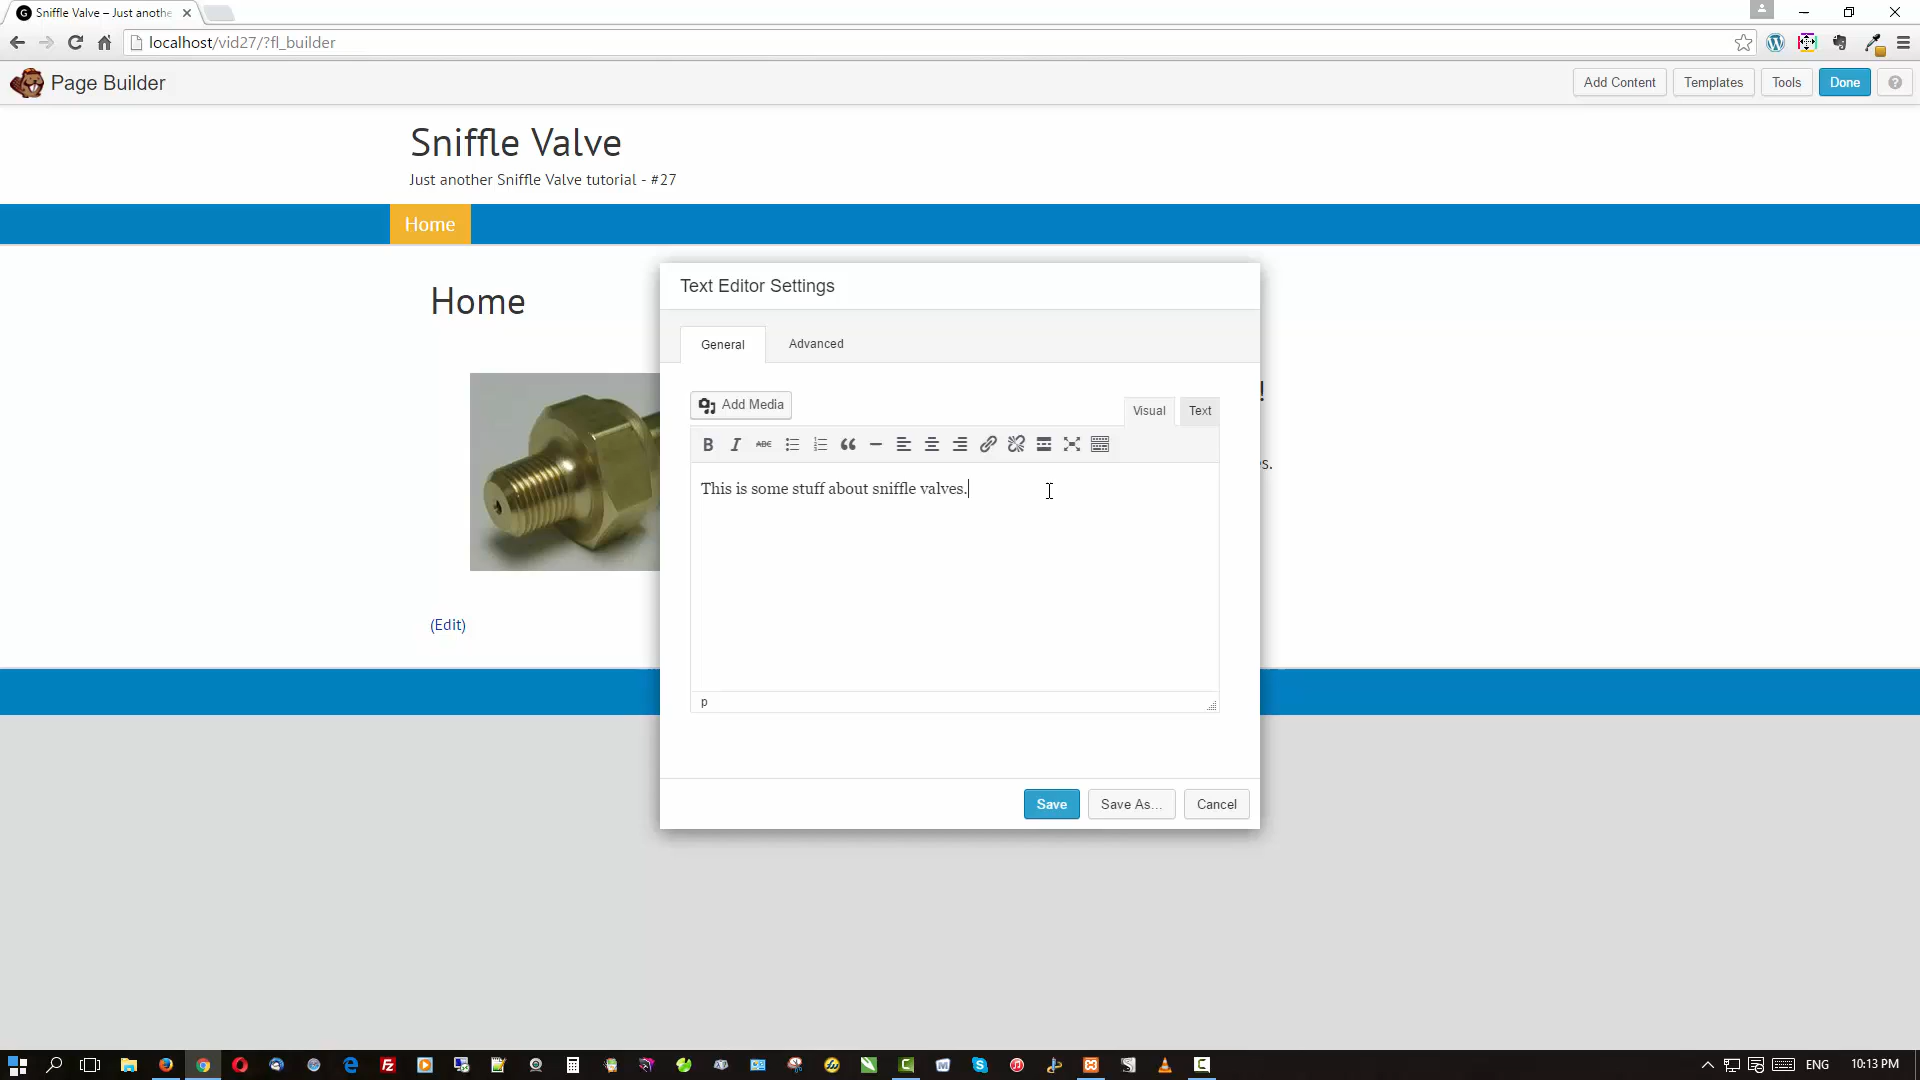 Sniffle Valve – Just anothe
localhost/vid27/?fl_builder
Page Builder
Add Content
Templates
Tools
Done
?
Sniffle Valve
Just another Sniffle Valve tutorial - #27
Home
Home
Text Editor Settings
General
Advanced
!
Add Media
Visual
Text
B I ABC
This is some stuff about sniffle valves.
s.
(Edit)
p
Save
Save As...
Cancel
ENG
10:13 PM